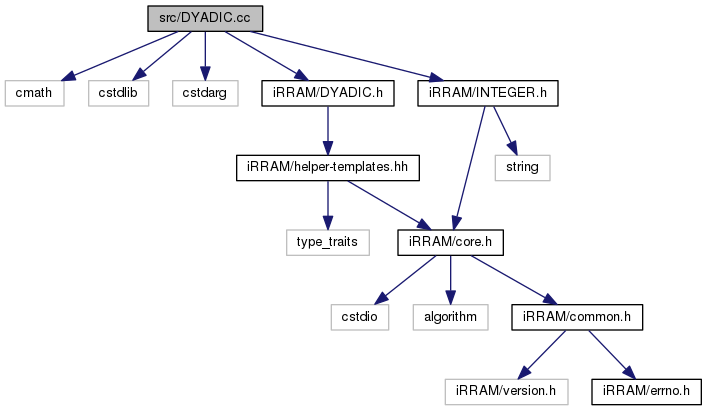 src/DYADIC.cc
cmath
cstdlib
cstdarg
iRRAM/DYADIC.h
iRRAM/INTEGER.h
iRRAM/helper-templates.hh
string
type_traits
iRRAM/core.h
cstdio
algorithm
iRRAM/common.h
iRRAM/version.h
iRRAM/errno.h